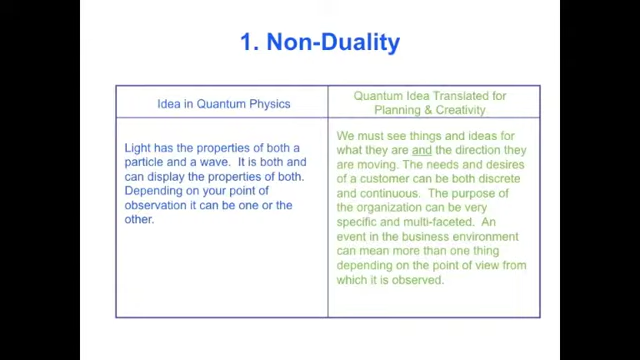 1. Non-Duality
Idea in Quantum Physics
Quantum Idea Translated for
Planning & Creativity
Light has the properties of both a
particle and a wave. It is both and
can display the properties of both.
Depending on your point of
observation it can be one or the
other.
We must see things and ideas for
what they are and the direction they
are moving. The needs and desires
of a customer can be both discrete
and continuous. The purpose of
the organization can be very
specific and multi-faceted. An
event in the business environment
can mean more than one thing
depending on the point of view from
which it is observed.